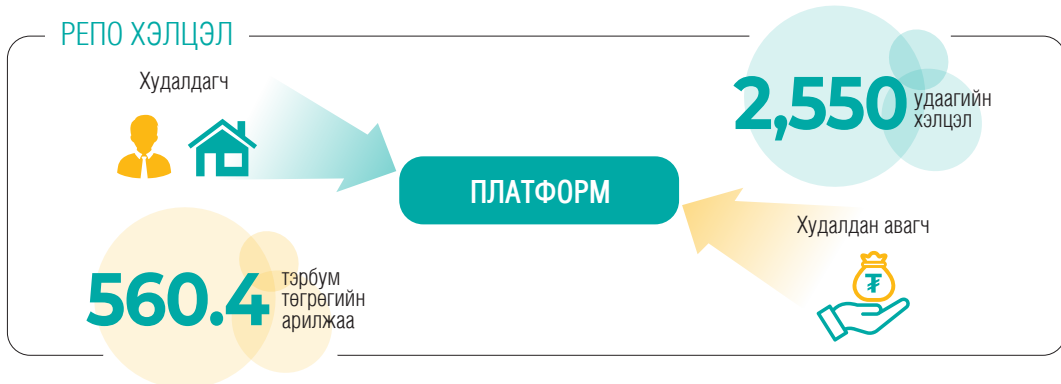 РЕПО ХЭЛЦЭЛ
Худалдагч
2,550
удаагийн
хэлцэл
ПЛАТФОРМ
Худалдан авагч
₮
560.4
тэрбум
төгрөгийн
арилжаа